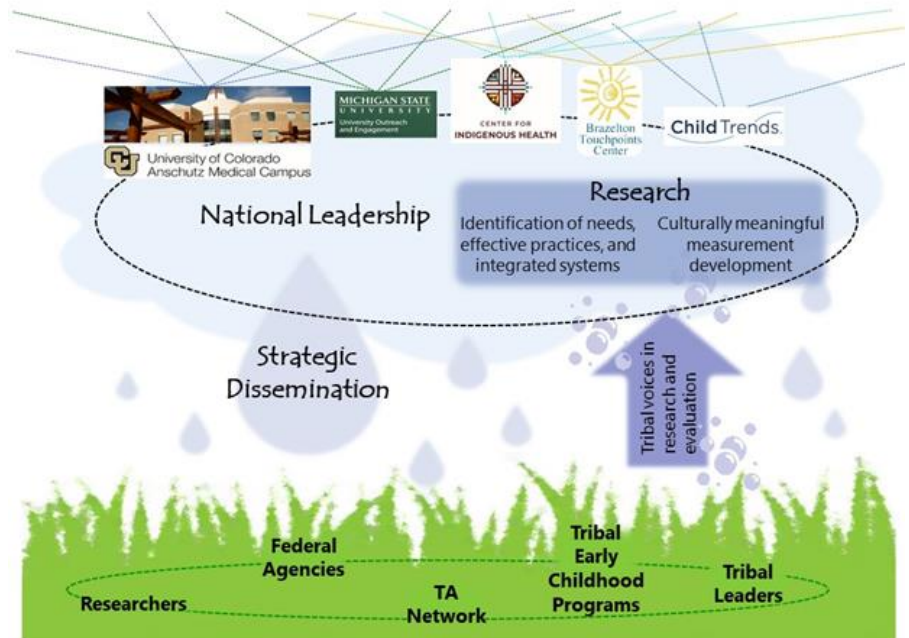 MICHIGAN STATE
UNIVERSITY
University Outreach
and Engagement
CENTER FOR
INDIGENOUS HEALTH
Brazelton
Touchpoints
Center
Child Trends
CU
University of Colorado
Anschutz Medical Campus
National Leadership
Research
Identification of needs,
effective practices, and
integrated systems
Culturally meaningful
measurement
development
Strategic
Dissemination
Tribal voices in
research and
evaluation
Federal
Agencies
Researchers
TA
Network
Tribal
Early
Childhood
Programs
Tribal
Leaders